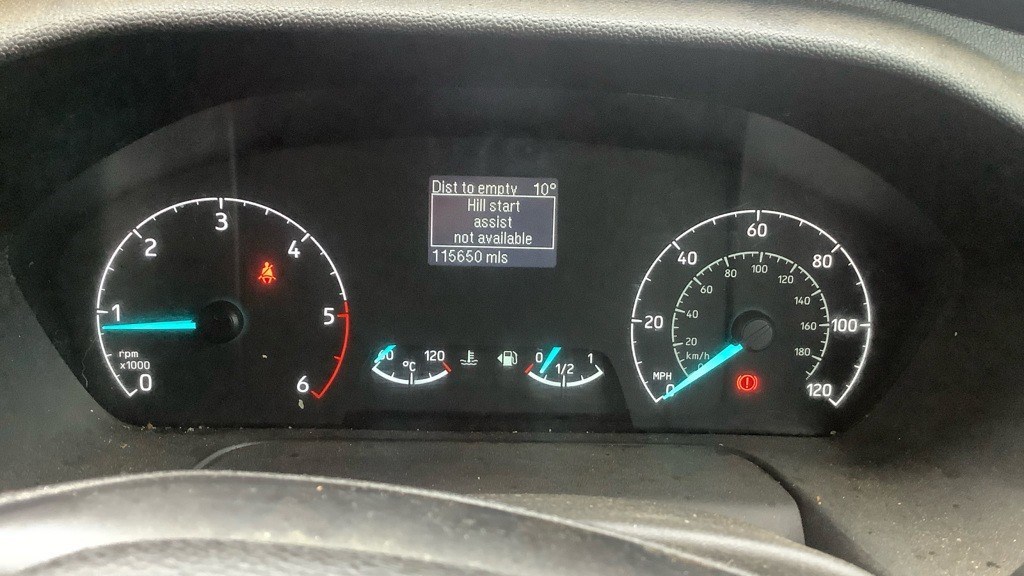 Dist to empty 10°
Hill start
assist
not available
115650 mls
0
1
2
3
4
5
6
rpm
x1000
120
°C
0
1/2
1
0
20
40
60
80
100
120
MPH
km/h
20
40
60
80
100
120
140
160
180